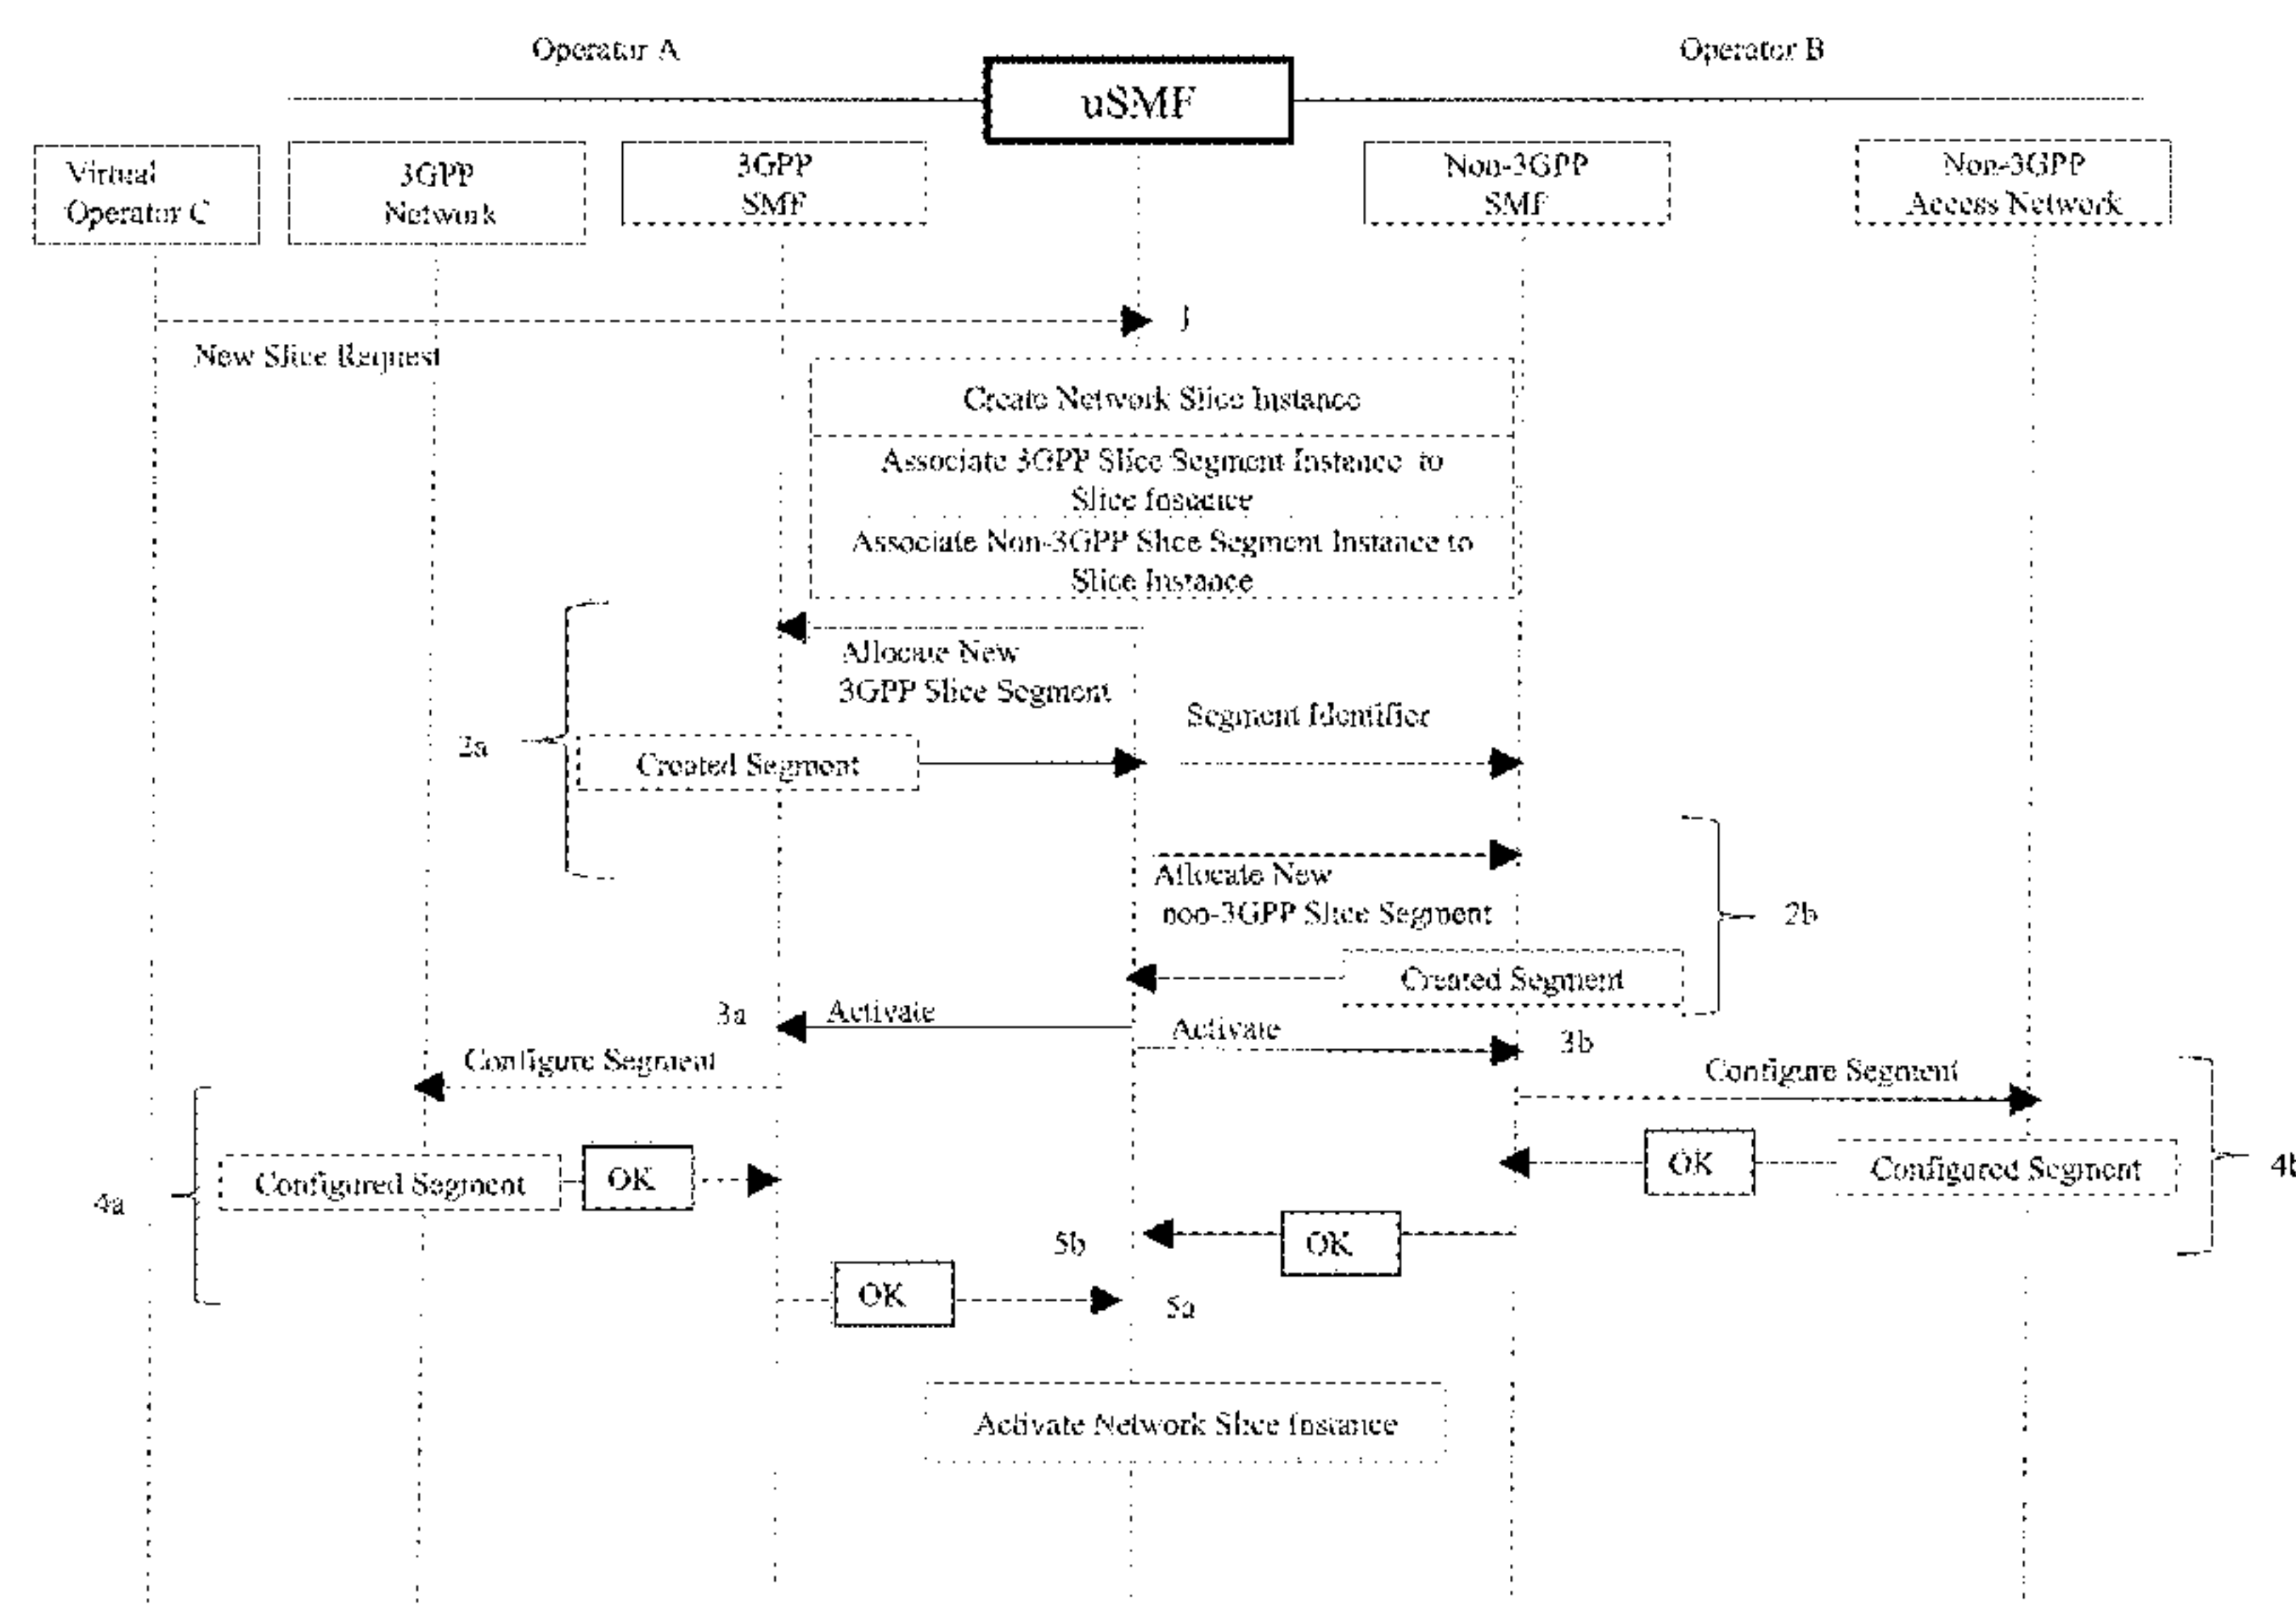 Operator A
Operator B
uSMF
Virtual
Operator C
3GPP
Network
3GPP
SMF
Non-3GPP
SMF
Non-3GPP
Access Network
1
New Slice Request
Create Network Slice Instance
Associate 3GPP Slice Segment Instance to
Slice Instance
Associate Non-3GPP Slice Segment Instance to
Slice Instance
Allocate New
3GPP Slice Segment
Segment Identifier
2a
Created Segment
Allocate New
non-3GPP Slice Segment
2b
Created Segment
3a
Activate
Activate
3b
Configure Segment
Configure Segment
OK
Configured Segment
4b
Configured Segment
OK
4a
5b
OK
OK
5a
Activate Network Slice Instance